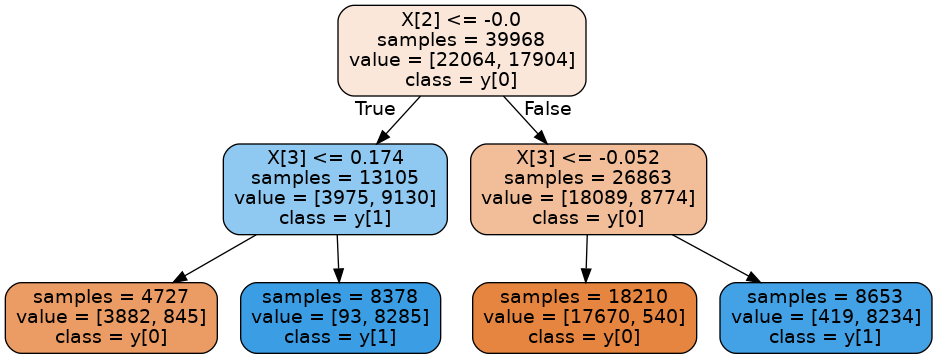 X[2] <= -0.0
samples = 39968
value = [22064, 17904]
class = y[0]
True
False
X[3] <= 0.174
samples = 13105
value = [3975, 9130]
class = y[1]
X[3] <= -0.052
samples = 26863
value = [18089, 8774]
class = y[0]
samples = 4727
value = [3882, 845]
class = y[0]
samples = 8378
value = [93, 8285]
class = y[1]
samples = 18210
value = [17670, 540]
class = y[0]
samples = 8653
value = [419, 8234]
class = y[1]